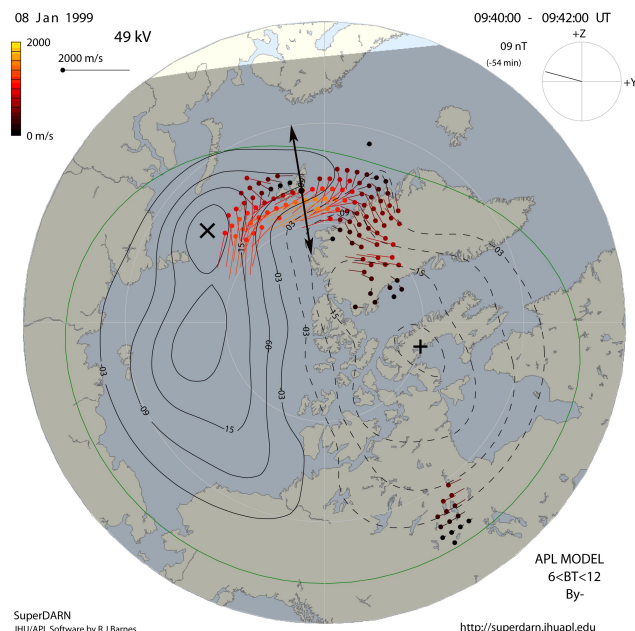 08 Jan 1999
49 kV
09:40:00 - 09:42:00 UT
2000
2000 m/s
0 m/s
09 nT
(-54 min)
+Z
+Y
-03
-09
-15
-15
-03
-03
-03
-09
-03
-15
-15
-03
APL MODEL
6<BT<12
By-
SuperDARN
JHU/APL Software by R.J.Barnes
http://superdarn.jhuapl.edu